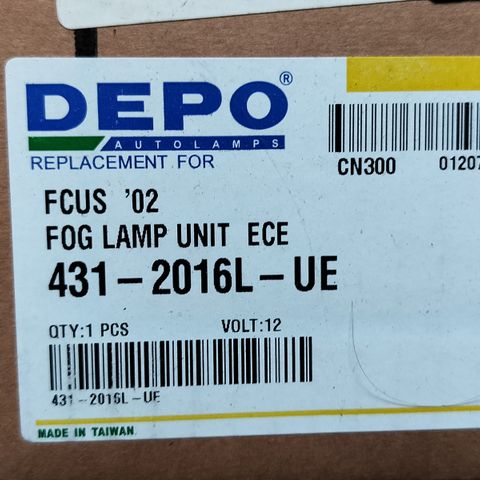 DEPO®
AUTOLAMPS
REPLACEMENT FOR
CN300 01207
FCUS '02
FOG LAMP UNIT ECE
431-2016L-UE
QTY:1 PCS VOLT:12
431-2016L-UE
MADE IN TAIWAN